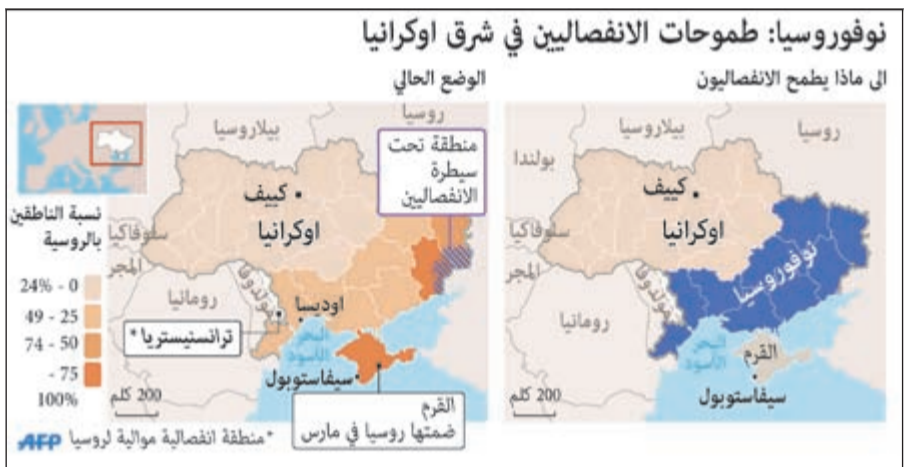 نوفوروسيا: طموحات الانفصاليين في شرق اوكرانيا
الى ماذا يطمح الانفصاليون
روسيا
بيلاروسيا
بولندا
كييف
اوكرانيا
سلوفاكيا
المجر
مولدوفا
نوفوروسيا
رومانيا
البحر
الأسود
القرم
سيفاستوبول
200 كلم
الوضع الحالي
روسيا
بيلاروسيا
منطقة تحت
سيطرة
الانفصاليين
كييف
اوكرانيا
سلوفاكيا
المجر
مولدوفا
رومانيا
اوديسا
ترانسنيستريا *
البحر
الأسود
سيفاستوبول
القرم
ضمتها روسيا في مارس
200 كلم
نسبة الناطقين
بالروسية
0 - 24%
25 - 49
50 - 74
75 -
100%
*منطقة انفصالية موالية لروسيا
AFP